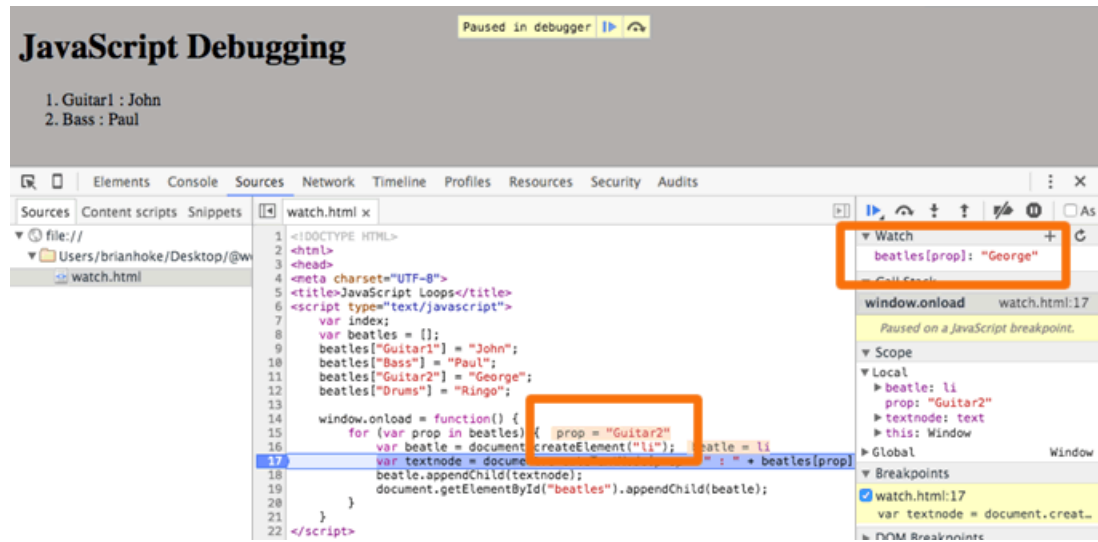 Paused in debugger
JavaScript Debugging
1. Guitar1 : John
2. Bass : Paul
Elements Console Sources Network Timeline Profiles Resources Security Audits
Sources Content scripts Snippets
watch.html x
As
file://
Users/brianhoke/Desktop/@w
watch.html
1 <!DOCTYPE HTML>
2 <html>
3 <head>
4 <meta charset="UTF-8">
5 <title>JavaScript Loops</title>
6 <script type="text/javascript">
7 var index;
8 var beatles = [];
9 beatles["Guitar1"] = "John";
10 beatles["Bass"] = "Paul";
11 beatles["Guitar2"] = "George";
12 beatles["Drums"] = "Ringo";
13
14 window.onload = function() {
15 for (var prop in beatles) { prop = "Guitar2"
16 var beatle = document.createElement("li"); beatle = li
17 var textnode = " : " + beatles[prop]
18 beatle.appendChild(textnode);
19 document.getElementById("beatles").appendChild(beatle);
20 }
21 }
22 </script>
Watch
beatles[prop]: "George"
Call Stack
window.onload watch.html:17
Paused on a JavaScript breakpoint.
Scope
Local
beatle: li
prop: "Guitar2"
textnode: text
this: Window
Global Window
Breakpoints
watch.html:17
var textnode = document.creat…
DOM Breakpoints